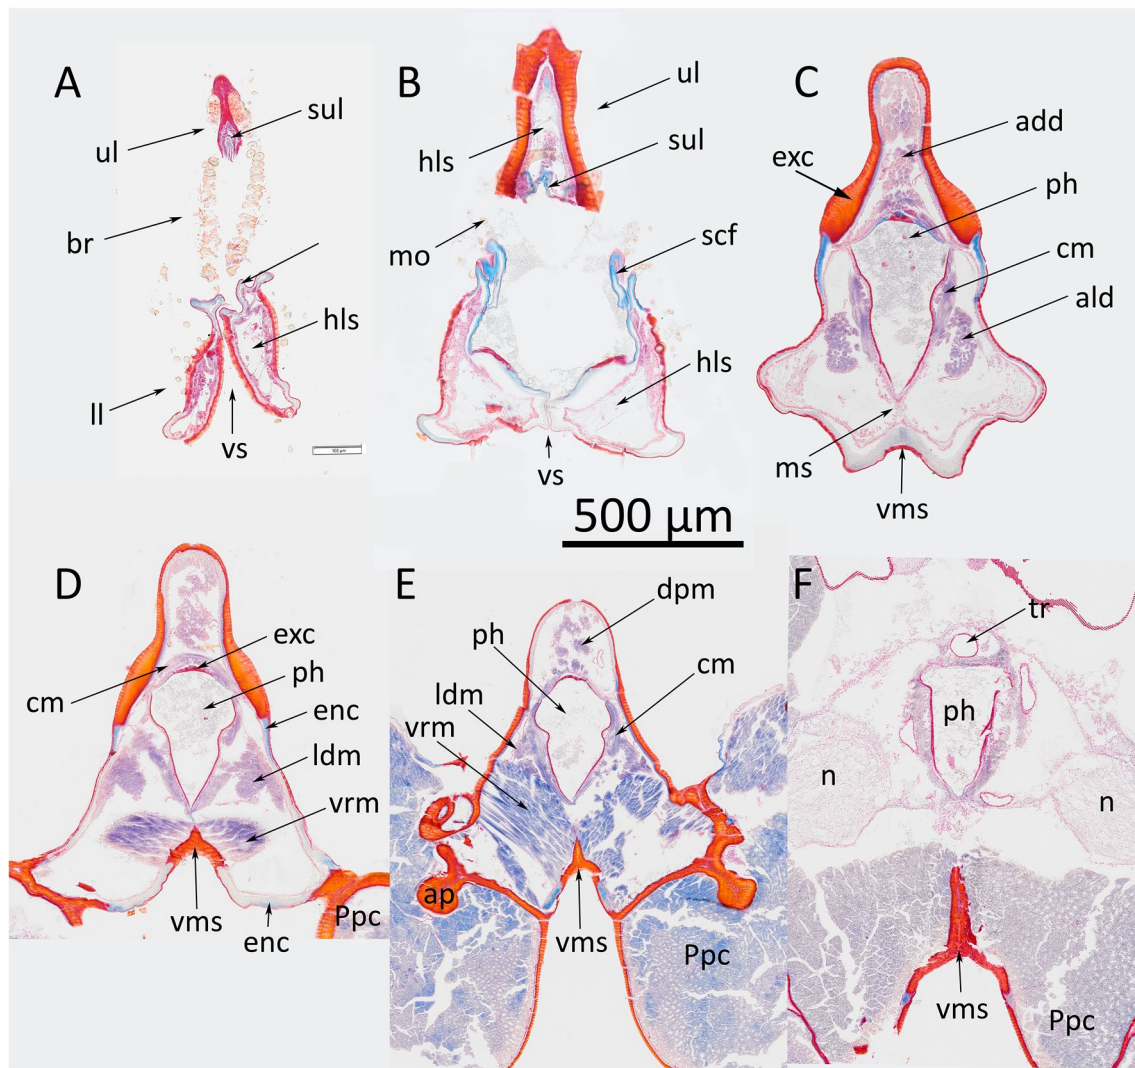 A
sul
ul
br
hls
ll
vs
100 µm
B
ul
hls
sul
mo
scf
hls
vs
C
add
exc
ph
cm
ald
ms
vms
500 µm
D
exc
ph
cm
enc
ldm
vrm
vms
enc
Ppc
E
dpm
ph
ldm
cm
vrm
ap
vms
Ppc
F
tr
ph
n
n
vms
Ppc